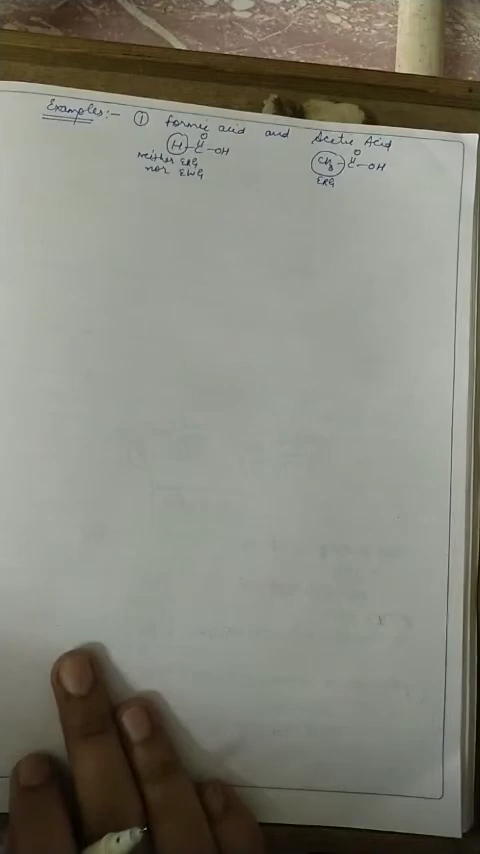 Examples:- ① Formic acid and Acetic Acid
O O
H-C-OH CH3-C-OH
neither ERG ERG
nor EWG